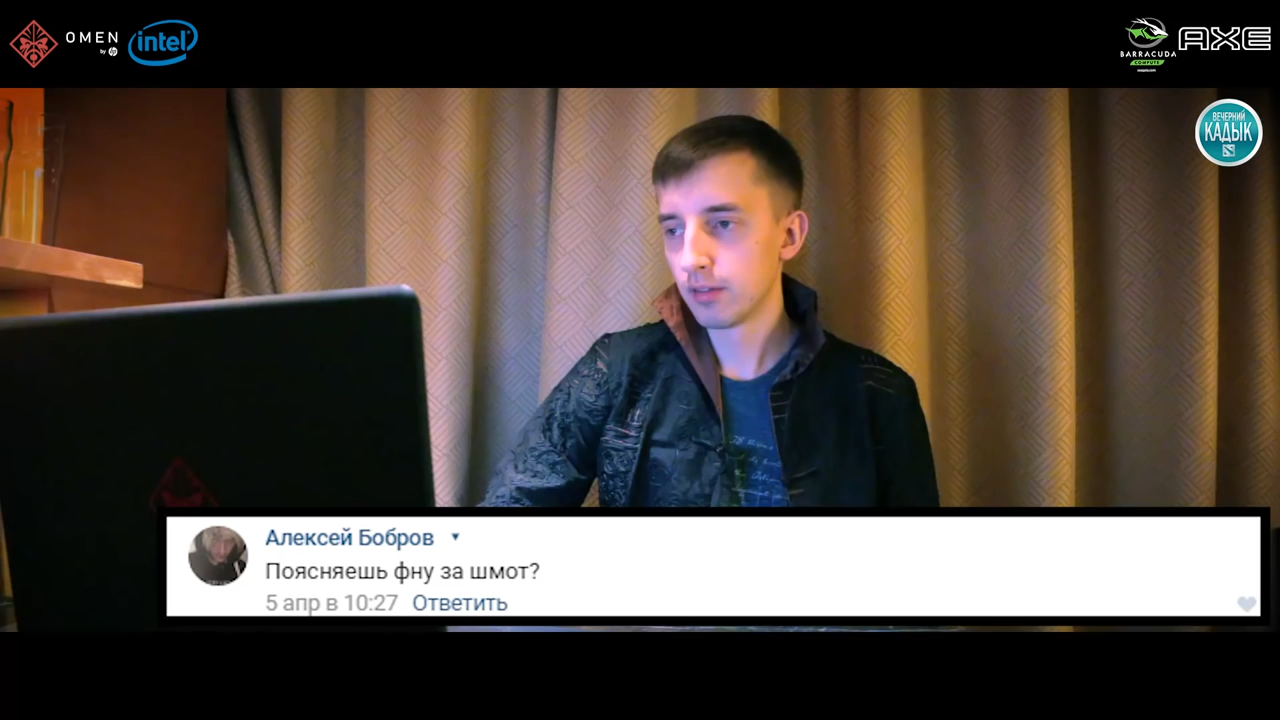 OMEN
by hp
intel
BARRACUDA
COMPUTE
AXE
ВЕЧЕРНИЙ
КАДЫК
Алексей Бобров
Поясняешь фну за шмот?
5 апр в 10:27 Ответить